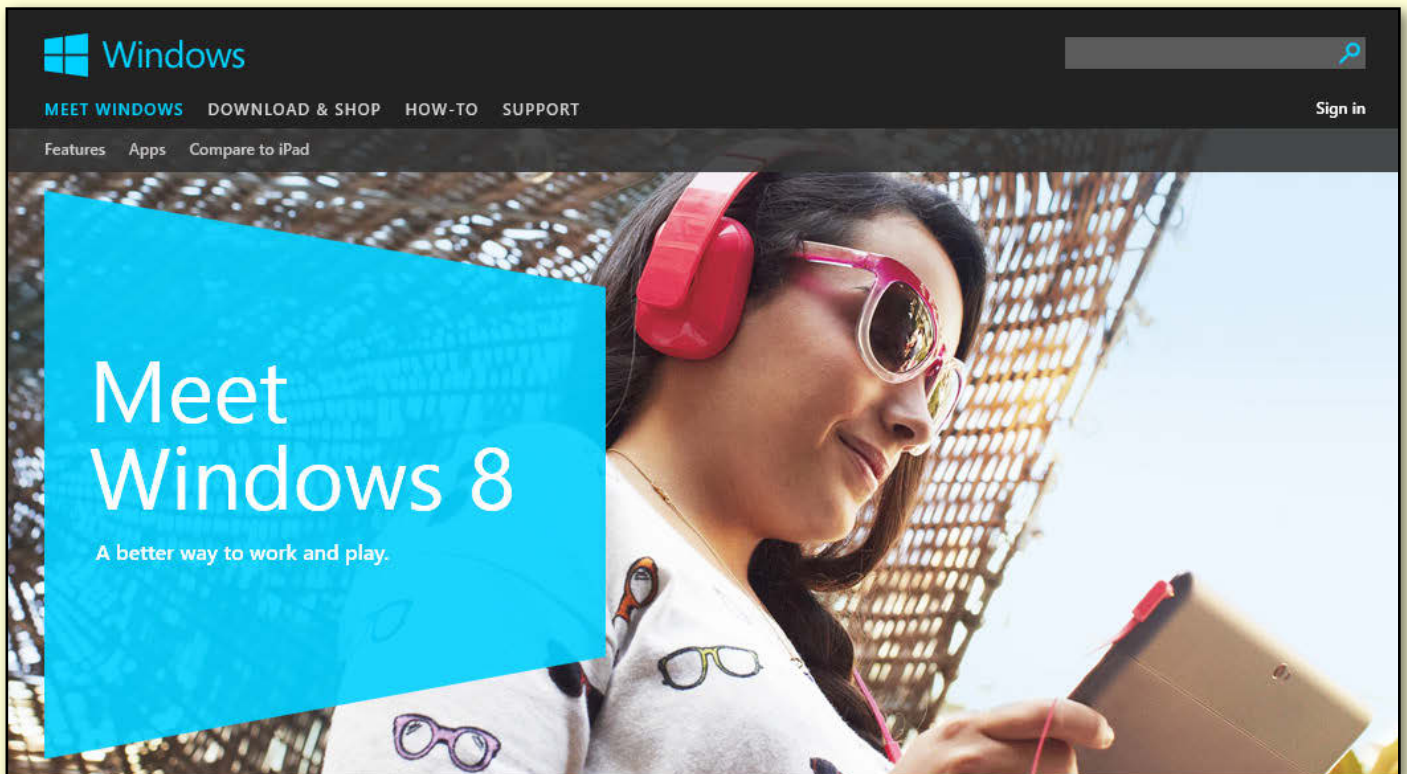 Windows
MEET WINDOWS DOWNLOAD & SHOP HOW-TO SUPPORT Sign in
Features Apps Compare to iPad
Meet
Windows 8
A better way to work and play.